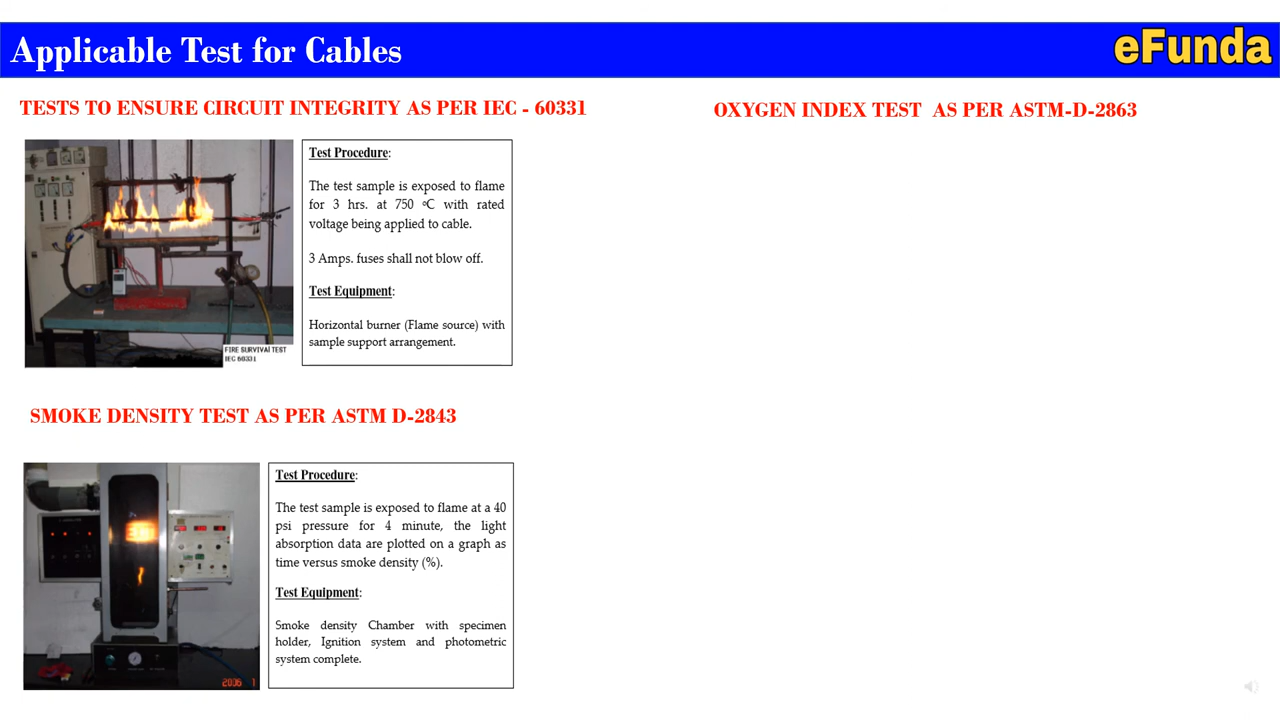 Applicable Test for Cables
eFunda
TESTS TO ENSURE CIRCUIT INTEGRITY AS PER IEC - 60331
Test Procedure:
The test sample is exposed to flame
for 3 hrs. at 750 °C with rated
voltage being applied to cable.
3 Amps. fuses shall not blow off.
Test Equipment:
Horizontal burner (Flame source) with
sample support arrangement.
FIRE SURVIVAL TEST
IEC 60331
SMOKE DENSITY TEST AS PER ASTM D-2843
Test Procedure:
The test sample is exposed to flame at a 40
psi pressure for 4 minute, the light
absorption data are plotted on a graph as
time versus smoke density (%).
Test Equipment:
Smoke density Chamber with specimen
holder, Ignition system and photometric
system complete.
2006 1
OXYGEN INDEX TEST AS PER ASTM-D-2863